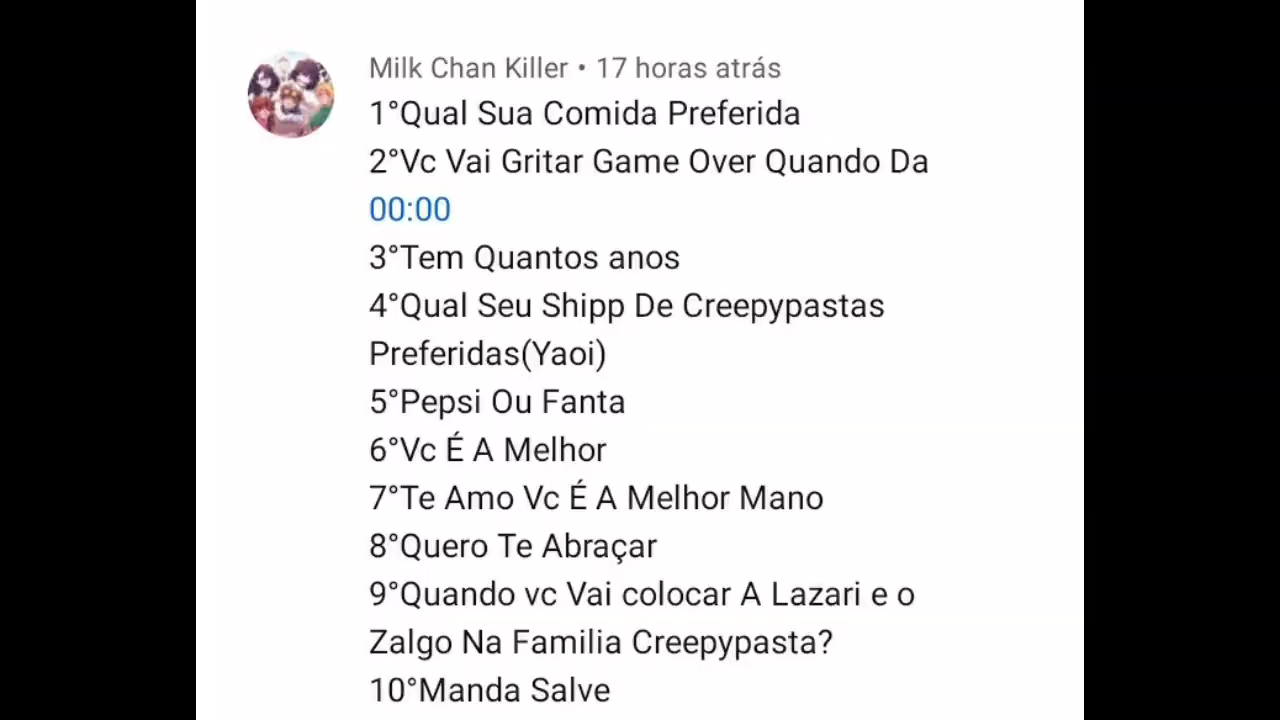 Milk Chan Killer • 17 horas atrás
1°Qual Sua Comida Preferida
2°Vc Vai Gritar Game Over Quando Da
00:00
3°Tem Quantos anos
4°Qual Seu Shipp De Creepypastas
Preferidas(Yaoi)
5°Pepsi Ou Fanta
6°Vc É A Melhor
7°Te Amo Vc É A Melhor Mano
8°Quero Te Abraçar
9°Quando vc Vai colocar A Lazari e o
Zalgo Na Familia Creepypasta?
10°Manda Salve